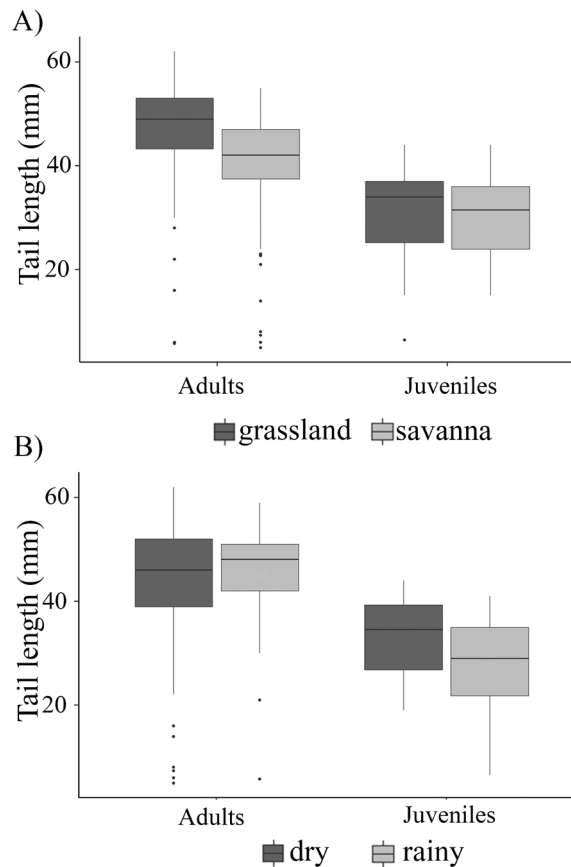 A)
60
40
20
Tail length (mm)
Adults Juveniles
grassland savanna
B)
60
40
20
Tail length (mm)
Adults Juveniles
dry rainy